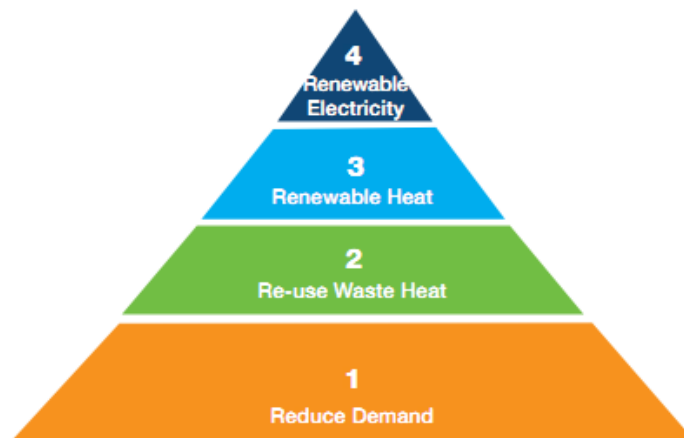 4
Renewable
Electricity
3
Renewable Heat
2
Re-use Waste Heat
1
Reduce Demand